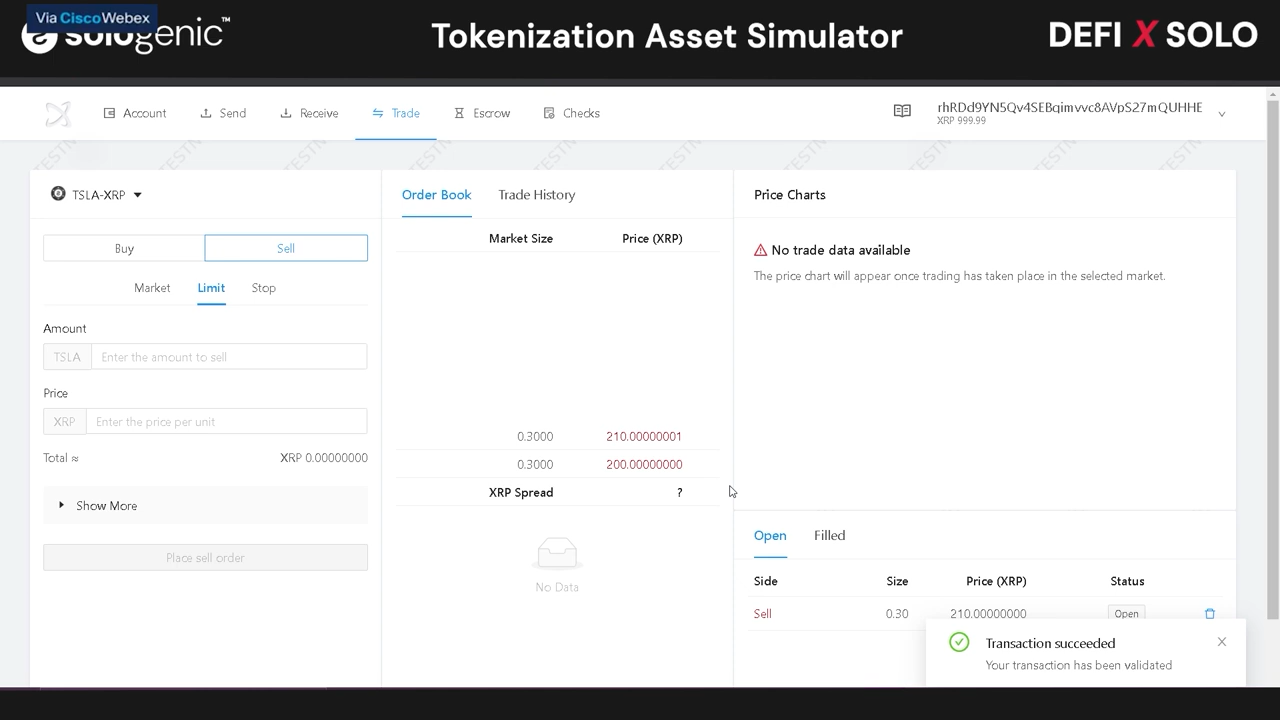 Via Cisco Webex
sologenic™
Tokenization Asset Simulator
DEFI X SOLO
Account
Send
Receive
Trade
Escrow
Checks
rhRDd9YN5Qv4SEBqimvvc8AVpS27mQUHHE
XRP 999.99
TSLA-XRP
Buy
Sell
Market
Limit
Stop
Amount
TSLA
Enter the amount to sell
Price
XRP
Enter the price per unit
Total ≈
XRP 0.00000000
Show More
Place sell order
Order Book
Trade History
Market Size
Price (XRP)
0.3000
210.00000001
0.3000
200.00000000
XRP Spread
?
No Data
Price Charts
No trade data available
The price chart will appear once trading has taken place in the selected market.
Open
Filled
Side
Size
Price (XRP)
Status
Sell
0.30
210.00000000
Open
Transaction succeeded
Your transaction has been validated